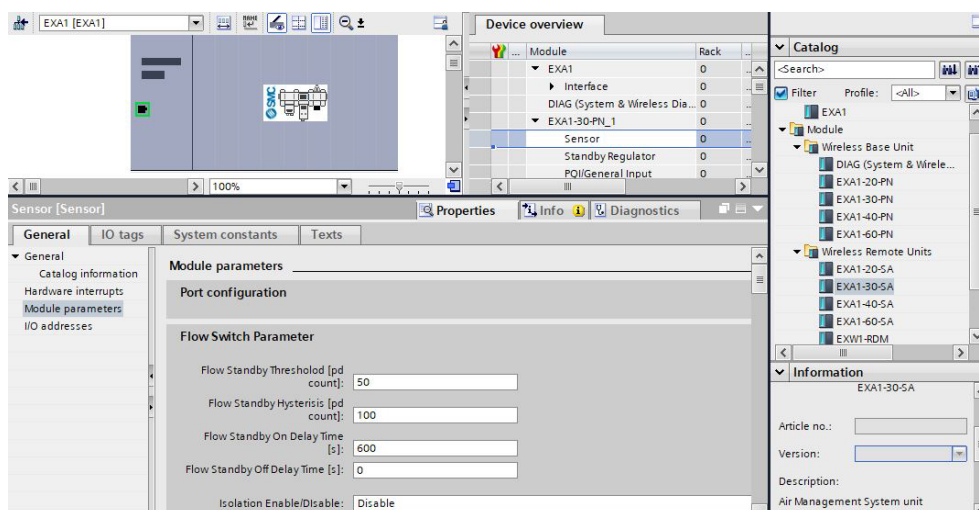 EXA1 [EXA1]
SMC
100%
Device overview
... Module Rack ...
EXA1 0
Interface 0
DIAG (System & Wireless Dia... 0
EXA1-30-PN_1 0
Sensor 0
Standby Regulator 0
PQI/General Input 0
Sensor [Sensor]
Properties Info Diagnostics
General IO tags System constants Texts
General
Catalog information
Hardware interrupts
Module parameters
I/O addresses
Module parameters
Port configuration
Flow Switch Parameter
Flow Standby Thresholod [pd
count]: 50
Flow Standby Hysterisis [pd
count]: 100
Flow Standby On Delay Time
[s]: 600
Flow Standby Off Delay Time [s]: 0
Isolation Enable/DIsable: Disable
Catalog
<Search>
Filter Profile: <All>
EXA1
Module
Wireless Base Unit
DIAG (System & Wirele...
EXA1-20-PN
EXA1-30-PN
EXA1-40-PN
EXA1-60-PN
Wireless Remote Units
EXA1-20-SA
EXA1-30-SA
EXA1-40-SA
EXA1-60-SA
EXW1-RDM
Information
EXA1-30-SA
Article no.:
Version:
Description:
Air Management System unit